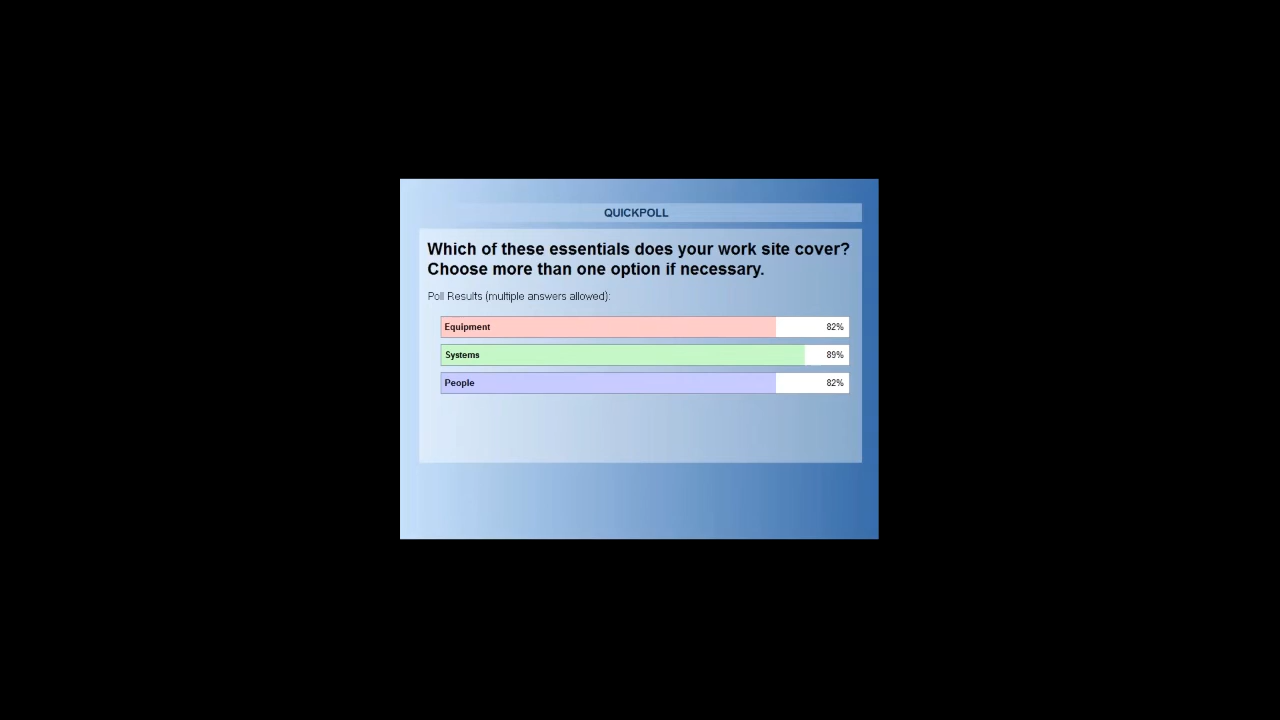 QUICKPOLL
Which of these essentials does your work site cover?
Choose more than one option if necessary.
Poll Results (multiple answers allowed):
Equipment 82%
Systems 89%
People 82%